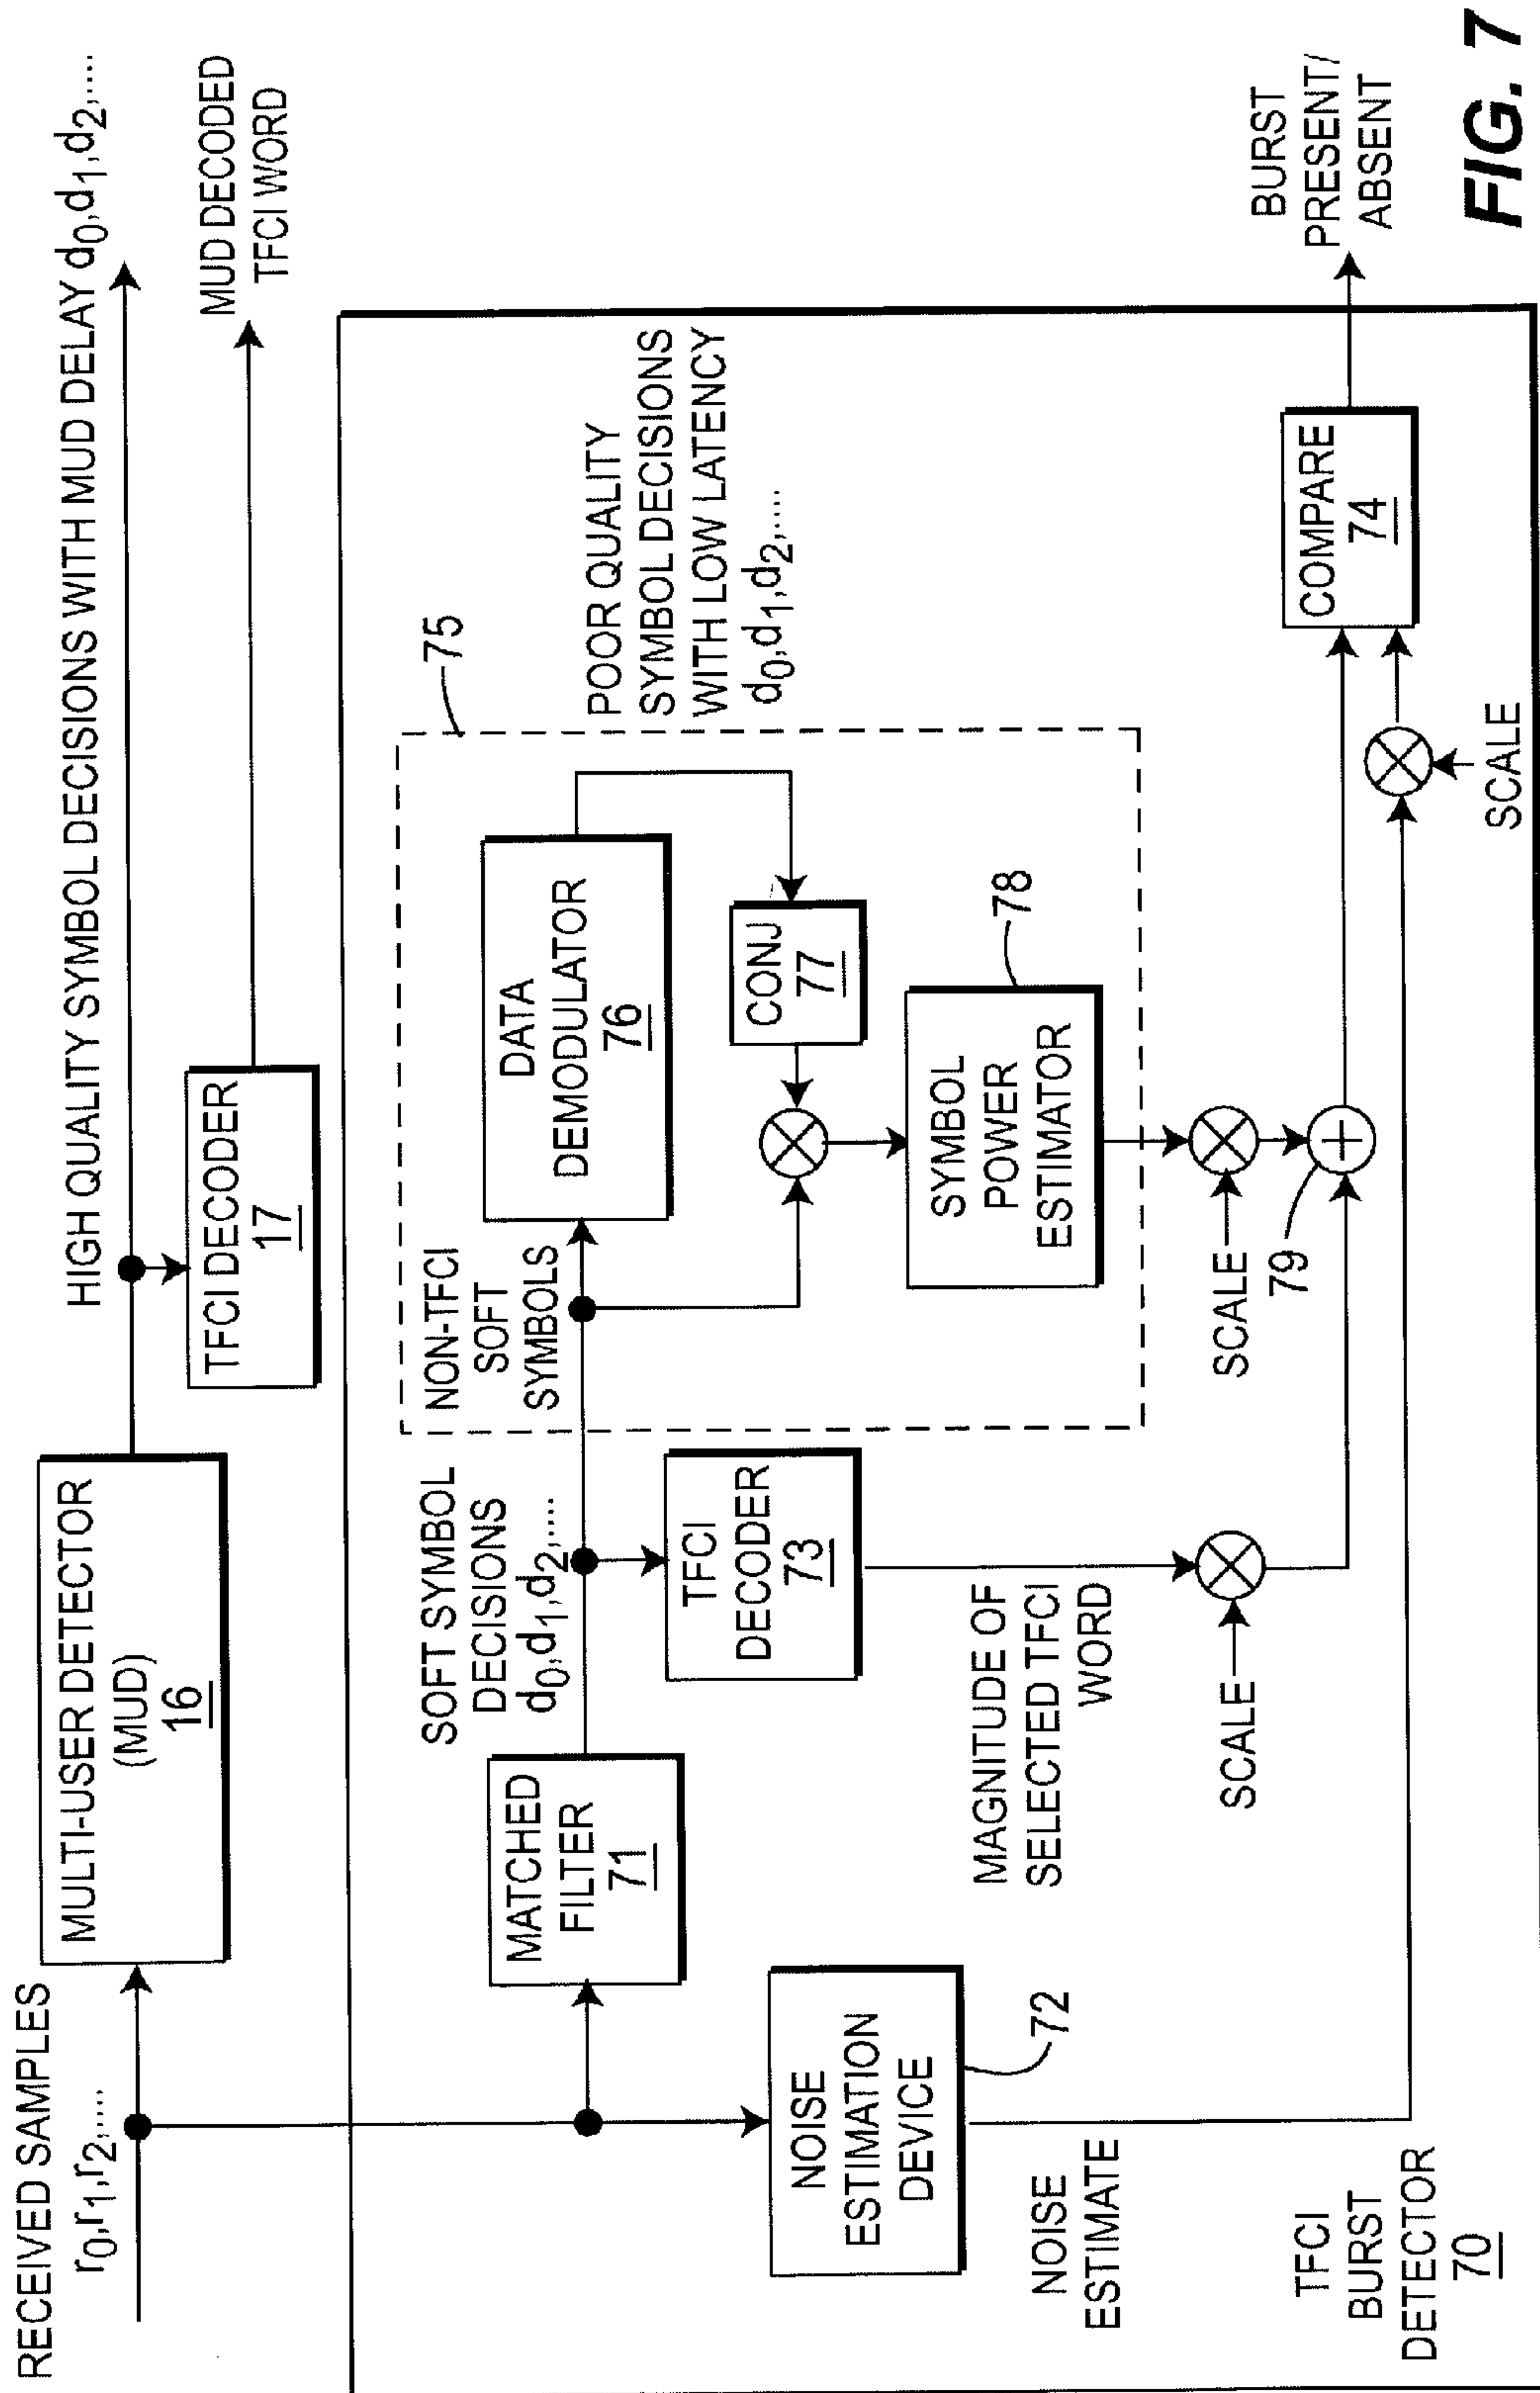 RECEIVED SAMPLES
r0,r1,r2,....
MULTI-USER DETECTOR
(MUD)
16
HIGH QUALITY SYMBOL DECISIONS WITH MUD DELAY d0,d1,d2,....
TFCI DECODER
17
MUD DECODED
TFCI WORD
MATCHED
FILTER
71
SOFT SYMBOL
DECISIONS
d0,d1,d2,....
NON-TFCI
SOFT
SYMBOLS
DATA
DEMODULATOR
76
75
POOR QUALITY
SYMBOL DECISIONS
WITH LOW LATENCY
d0,d1,d2,....
CONJ
77
NOISE
ESTIMATION
DEVICE
72
TFCI
DECODER
73
SYMBOL
POWER
ESTIMATOR
78
MAGNITUDE OF
SELECTED TFCI
WORD
NOISE
ESTIMATE
SCALE
SCALE
79
COMPARE
74
BURST
PRESENT/
ABSENT
SCALE
TFCI
BURST
DETECTOR
70
FIG. 7